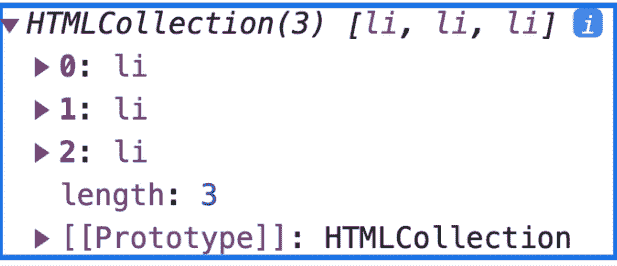 ▼HTMLCollection(3) [li, li, li] i
▶0: li
▶1: li
▶2: li
length: 3
▶[[Prototype]]: HTMLCollection